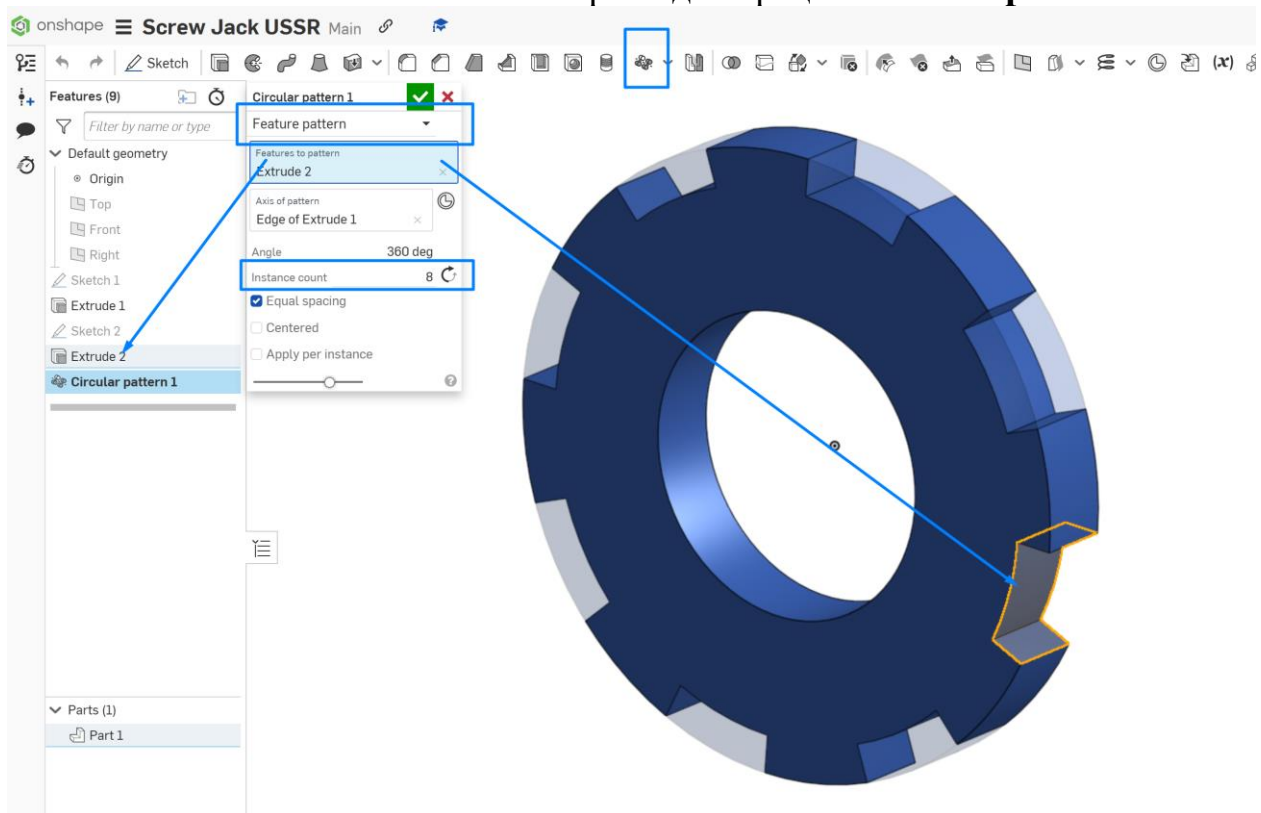 onshape Screw Jack USSR Main
Sketch
(x)
Features (9)
Filter by name or type
Default geometry
Origin
Top
Front
Right
Sketch 1
Extrude 1
Sketch 2
Extrude 2
Circular pattern 1
Circular pattern 1
Feature pattern
Features to pattern
Extrude 2
Axis of pattern
Edge of Extrude 1
Angle 360 deg
Instance count 8
Equal spacing
Centered
Apply per instance
Parts (1)
Part 1